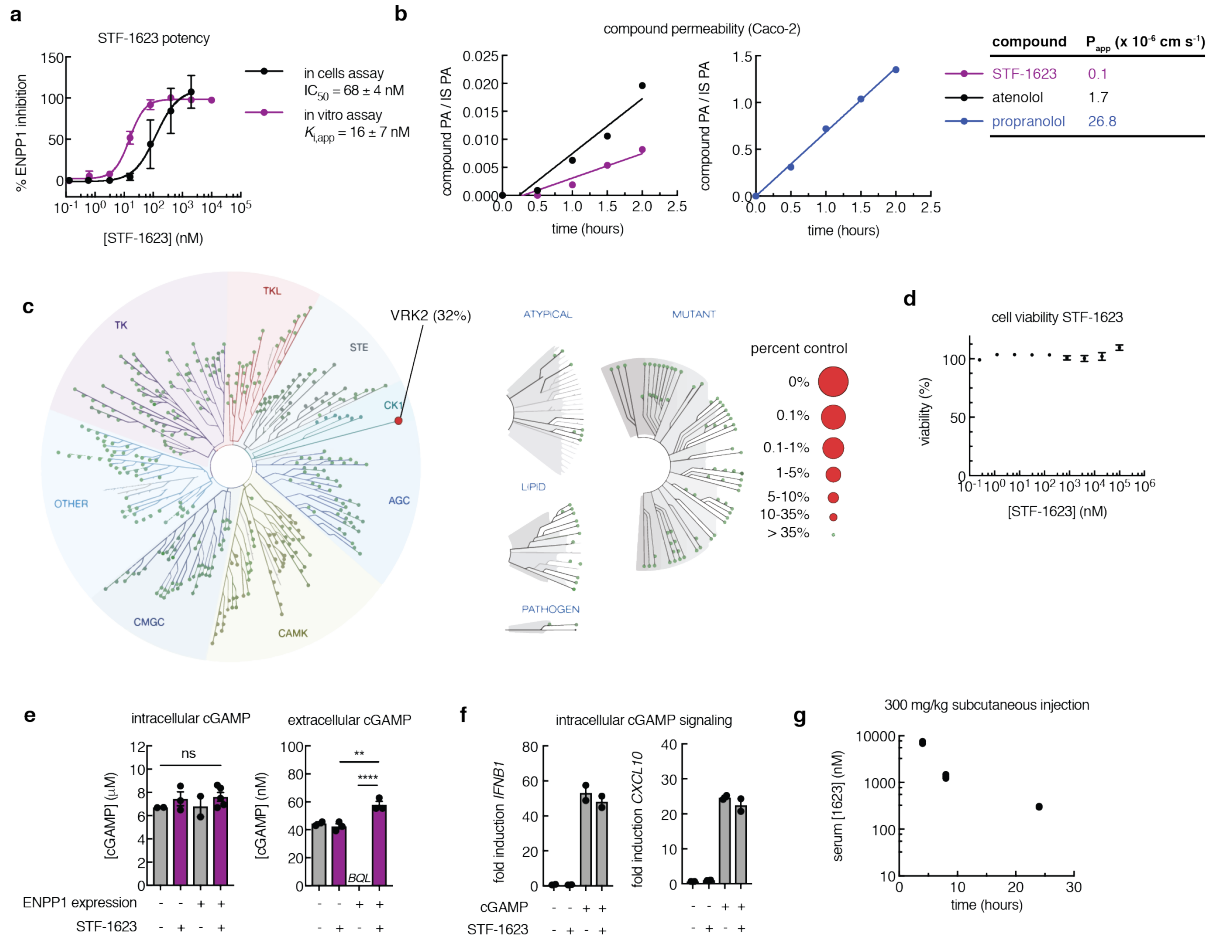 a
STF-1623 potency
150
100
50
0
% ENPP1 inhibition
10-1 100 101 102 103 104 105
[STF-1623] (nM)
in cells assay
IC50 = 68 ± 4 nM
in vitro assay
Ki,app = 16 ± 7 nM
b
compound permeability (Caco-2)
0.025
0.020
0.015
0.010
0.005
0.000
compound PA / IS PA
0.0 0.5 1.0 1.5 2.0 2.5
time (hours)
1.5
1.0
0.5
0.0
compound PA / IS PA
0.0 0.5 1.0 1.5 2.0 2.5
time (hours)
compound Papp (x 10-6 cm s-1)
STF-1623 0.1
atenolol 1.7
propranolol 26.8
c
TK
TKL
STE
CK1
AGC
CAMK
CMGC
OTHER
VRK2 (32%)
ATYPICAL
LIPID
PATHOGEN
MUTANT
percent control
0%
0.1%
0.1-1%
1-5%
5-10%
10-35%
> 35%
d
cell viability STF-1623
100
50
0
viability (%)
10-1 100 101 102 103 104 105 106
[STF-1623] (nM)
e
intracellular cGAMP
12
10
8
6
4
2
0
[cGAMP] (μM)
ns
extracellular cGAMP
100
80
60
40
20
0
[cGAMP] (nM)
**
****
BQL
ENPP1 expression - - + + - - + +
STF-1623 - + - + - + - +
f
intracellular cGAMP signaling
80
60
40
20
0
fold induction IFNB1
40
30
20
10
0
fold induction CXCL10
cGAMP - - + + - - + +
STF-1623 - + - + - + - +
g
300 mg/kg subcutaneous injection
10000
1000
100
10
serum [1623] (nM)
0 10 20 30
time (hours)